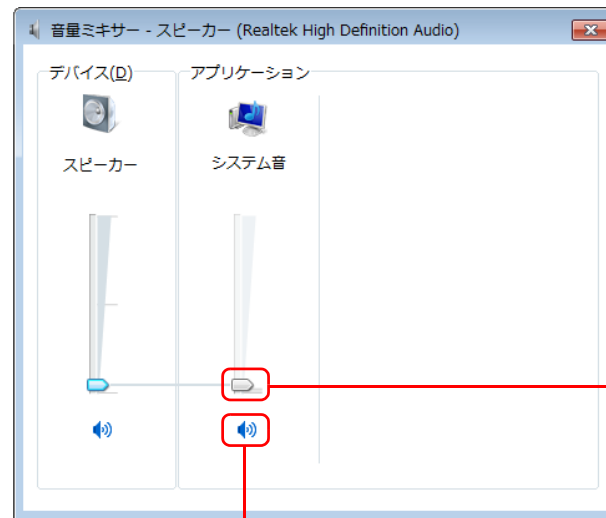 音量ミキサー - スピーカー (Realtek High Definition Audio)
デバイス(D)
アプリケーション
スピーカー
システム音